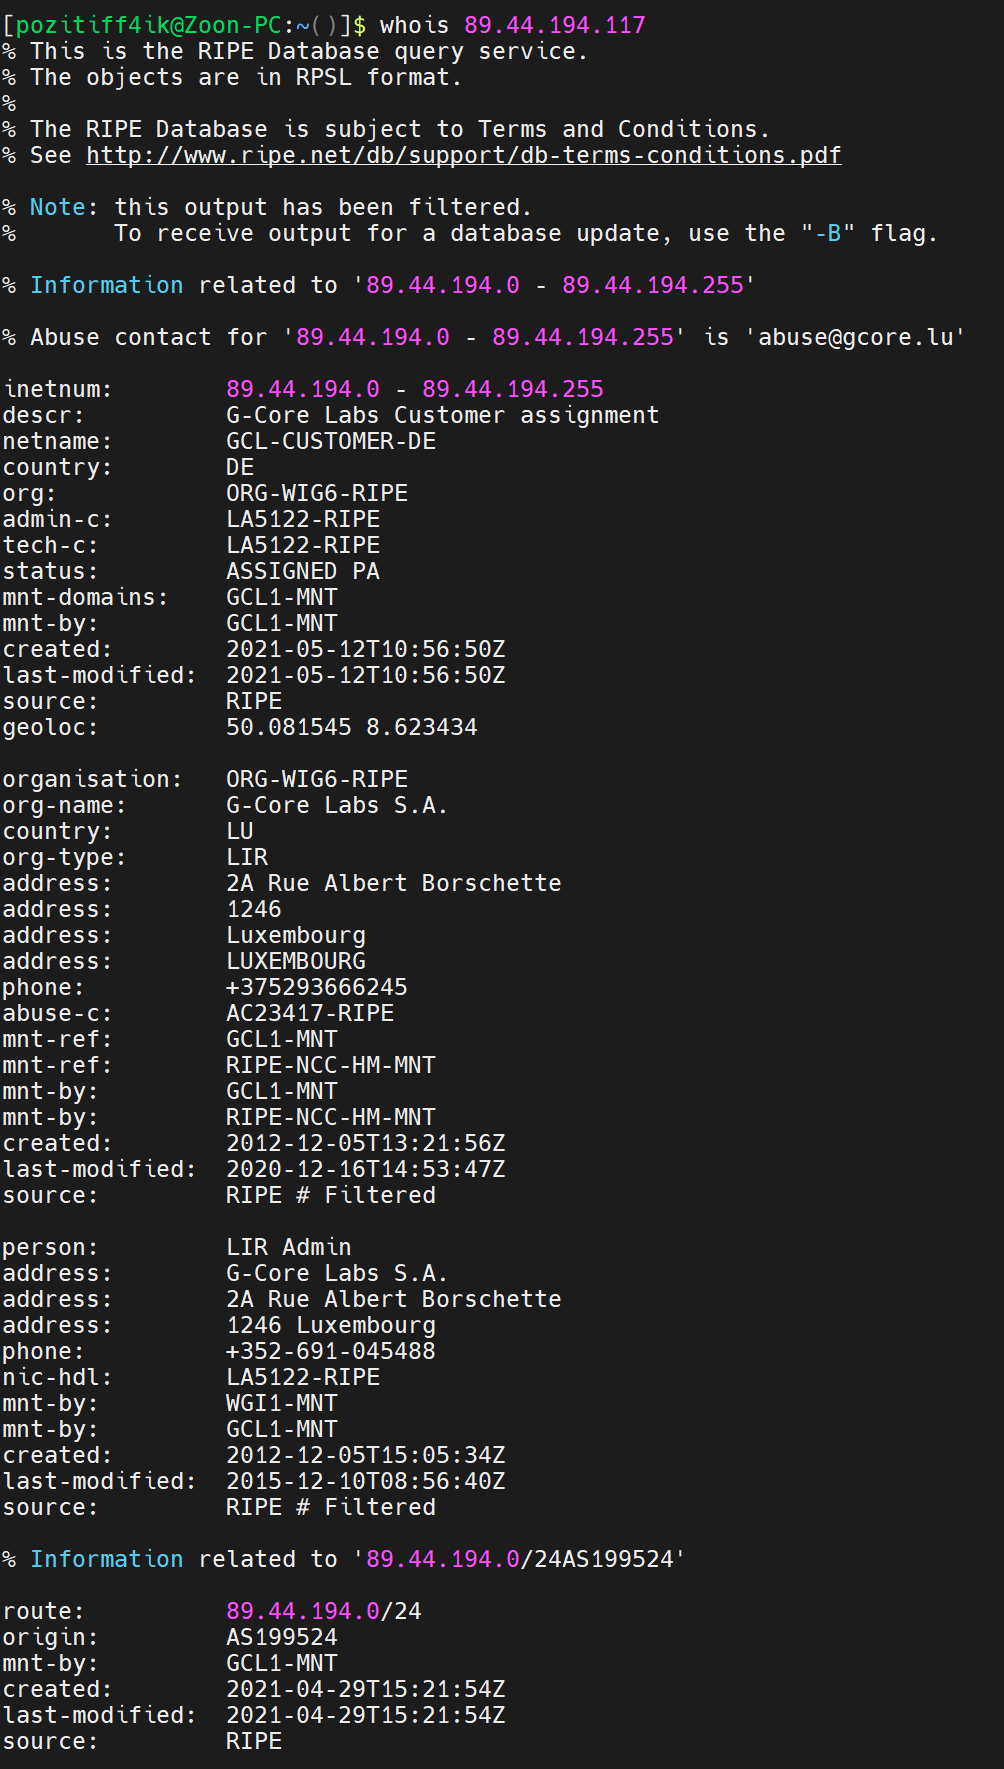 [pozitiff4ik@Zoon-PC:~()]$ whois 89.44.194.117
% This is the RIPE Database query service.
% The objects are in RPSL format.
%
% The RIPE Database is subject to Terms and Conditions.
% See http://www.ripe.net/db/support/db-terms-conditions.pdf

% Note: this output has been filtered.
%       To receive output for a database update, use the "-B" flag.

% Information related to '89.44.194.0 - 89.44.194.255'

% Abuse contact for '89.44.194.0 - 89.44.194.255' is 'abuse@gcore.lu'

inetnum:        89.44.194.0 - 89.44.194.255
descr:          G-Core Labs Customer assignment
netname:        GCL-CUSTOMER-DE
country:        DE
org:            ORG-WIG6-RIPE
admin-c:        LA5122-RIPE
tech-c:         LA5122-RIPE
status:         ASSIGNED PA
mnt-domains:    GCL1-MNT
mnt-by:         GCL1-MNT
created:        2021-05-12T10:56:50Z
last-modified:  2021-05-12T10:56:50Z
source:         RIPE
geoloc:         50.081545 8.623434

organisation:   ORG-WIG6-RIPE
org-name:       G-Core Labs S.A.
country:        LU
org-type:       LIR
address:        2A Rue Albert Borschette
address:        1246
address:        Luxembourg
address:        LUXEMBOURG
phone:          +375293666245
abuse-c:        AC23417-RIPE
mnt-ref:        GCL1-MNT
mnt-ref:        RIPE-NCC-HM-MNT
mnt-by:         GCL1-MNT
mnt-by:         RIPE-NCC-HM-MNT
created:        2012-12-05T13:21:56Z
last-modified:  2020-12-16T14:53:47Z
source:         RIPE # Filtered

person:         LIR Admin
address:        G-Core Labs S.A.
address:        2A Rue Albert Borschette
address:        1246 Luxembourg
phone:          +352-691-045488
nic-hdl:        LA5122-RIPE
mnt-by:         WGI1-MNT
mnt-by:         GCL1-MNT
created:        2012-12-05T15:05:34Z
last-modified:  2015-12-10T08:56:40Z
source:         RIPE # Filtered

% Information related to '89.44.194.0/24AS199524'

route:          89.44.194.0/24
origin:         AS199524
mnt-by:         GCL1-MNT
created:        2021-04-29T15:21:54Z
last-modified:  2021-04-29T15:21:54Z
source:         RIPE